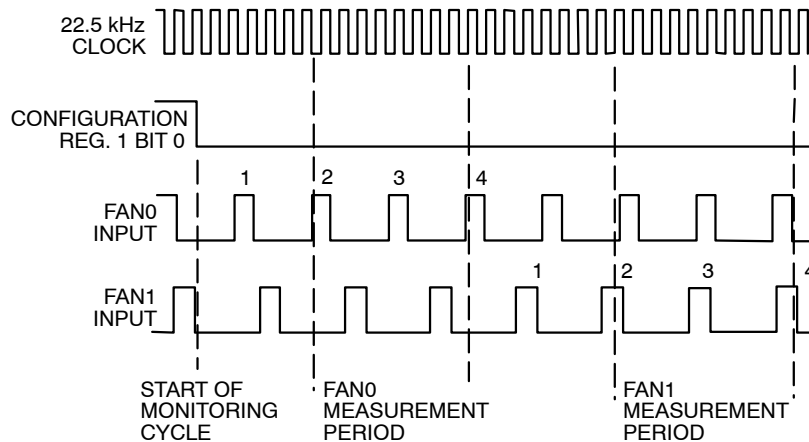 22.5 kHz
CLOCK
CONFIGURATION
REG. 1 BIT 0
1 2 3 4
FAN0
INPUT
1 2 3 4
FAN1
INPUT
START OF
MONITORING
CYCLE
FAN0
MEASUREMENT
PERIOD
FAN1
MEASUREMENT
PERIOD